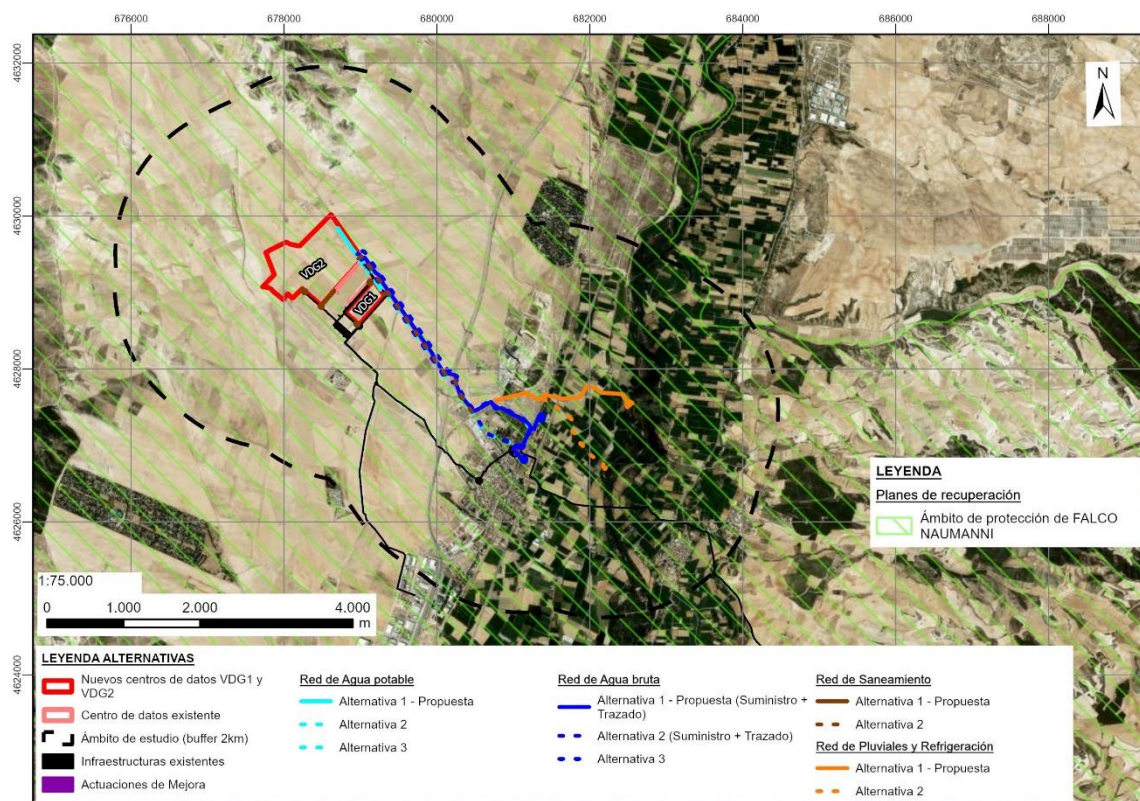 676000 678000 680000 682000 684000 686000 688000
4632000
N
4630000
VDG2
VDG1
4628000
LEYENDA
Planes de recuperación
Ámbito de protección de FALCO
NAUMANNI
4626000
1:75.000
0 1.000 2.000 4.000
m
4624000
LEYENDA ALTERNATIVAS
Nuevos centros de datos VDG1 y
VDG2
Centro de datos existente
Ámbito de estudio (buffer 2km)
Infraestructuras existentes
Actuaciones de Mejora
Red de Agua potable
Alternativa 1 - Propuesta
Alternativa 2
Alternativa 3
Red de Agua bruta
Alternativa 1 - Propuesta (Suministro +
Trazado)
Alternativa 2 (Suministro + Trazado)
Alternativa 3
Red de Saneamiento
Alternativa 1 - Propuesta
Alternativa 2
Red de Pluviales y Refrigeración
Alternativa 1 - Propuesta
Alternativa 2